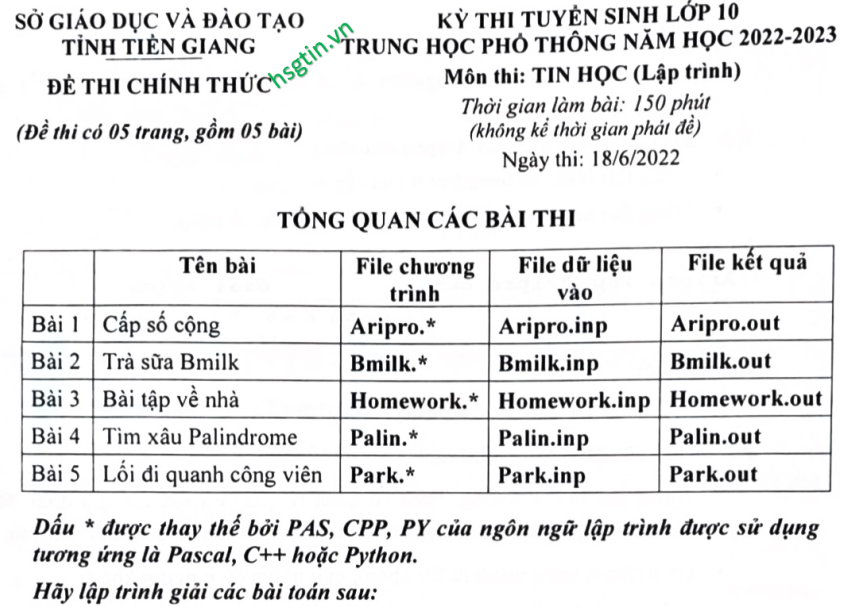 SỞ GIÁO DỤC VÀ ĐÀO TẠO
TỈNH TIỀN GIANG
ĐỀ THI CHÍNH THỨC
(Đề thi có 05 trang, gồm 05 bài)
hsgtin.vn
KỲ THI TUYỂN SINH LỚP 10
TRUNG HỌC PHỔ THÔNG NĂM HỌC 2022-2023
Môn thi: TIN HỌC (Lập trình)
Thời gian làm bài: 150 phút
(không kể thời gian phát đề)
Ngày thi: 18/6/2022
TỔNG QUAN CÁC BÀI THI
Tên bài File chương trình File dữ liệu vào File kết quả
Bài 1 Cấp số cộng Aripro.* Aripro.inp Aripro.out
Bài 2 Trà sữa Bmilk Bmilk.* Bmilk.inp Bmilk.out
Bài 3 Bài tập về nhà Homework.* Homework.inp Homework.out
Bài 4 Tìm xâu Palindrome Palin.* Palin.inp Palin.out
Bài 5 Lối đi quanh công viên Park.* Park.inp Park.out
Dấu * được thay thế bởi PAS, CPP, PY của ngôn ngữ lập trình được sử dụng
tương ứng là Pascal, C++ hoặc Python.
Hãy lập trình giải các bài toán sau: